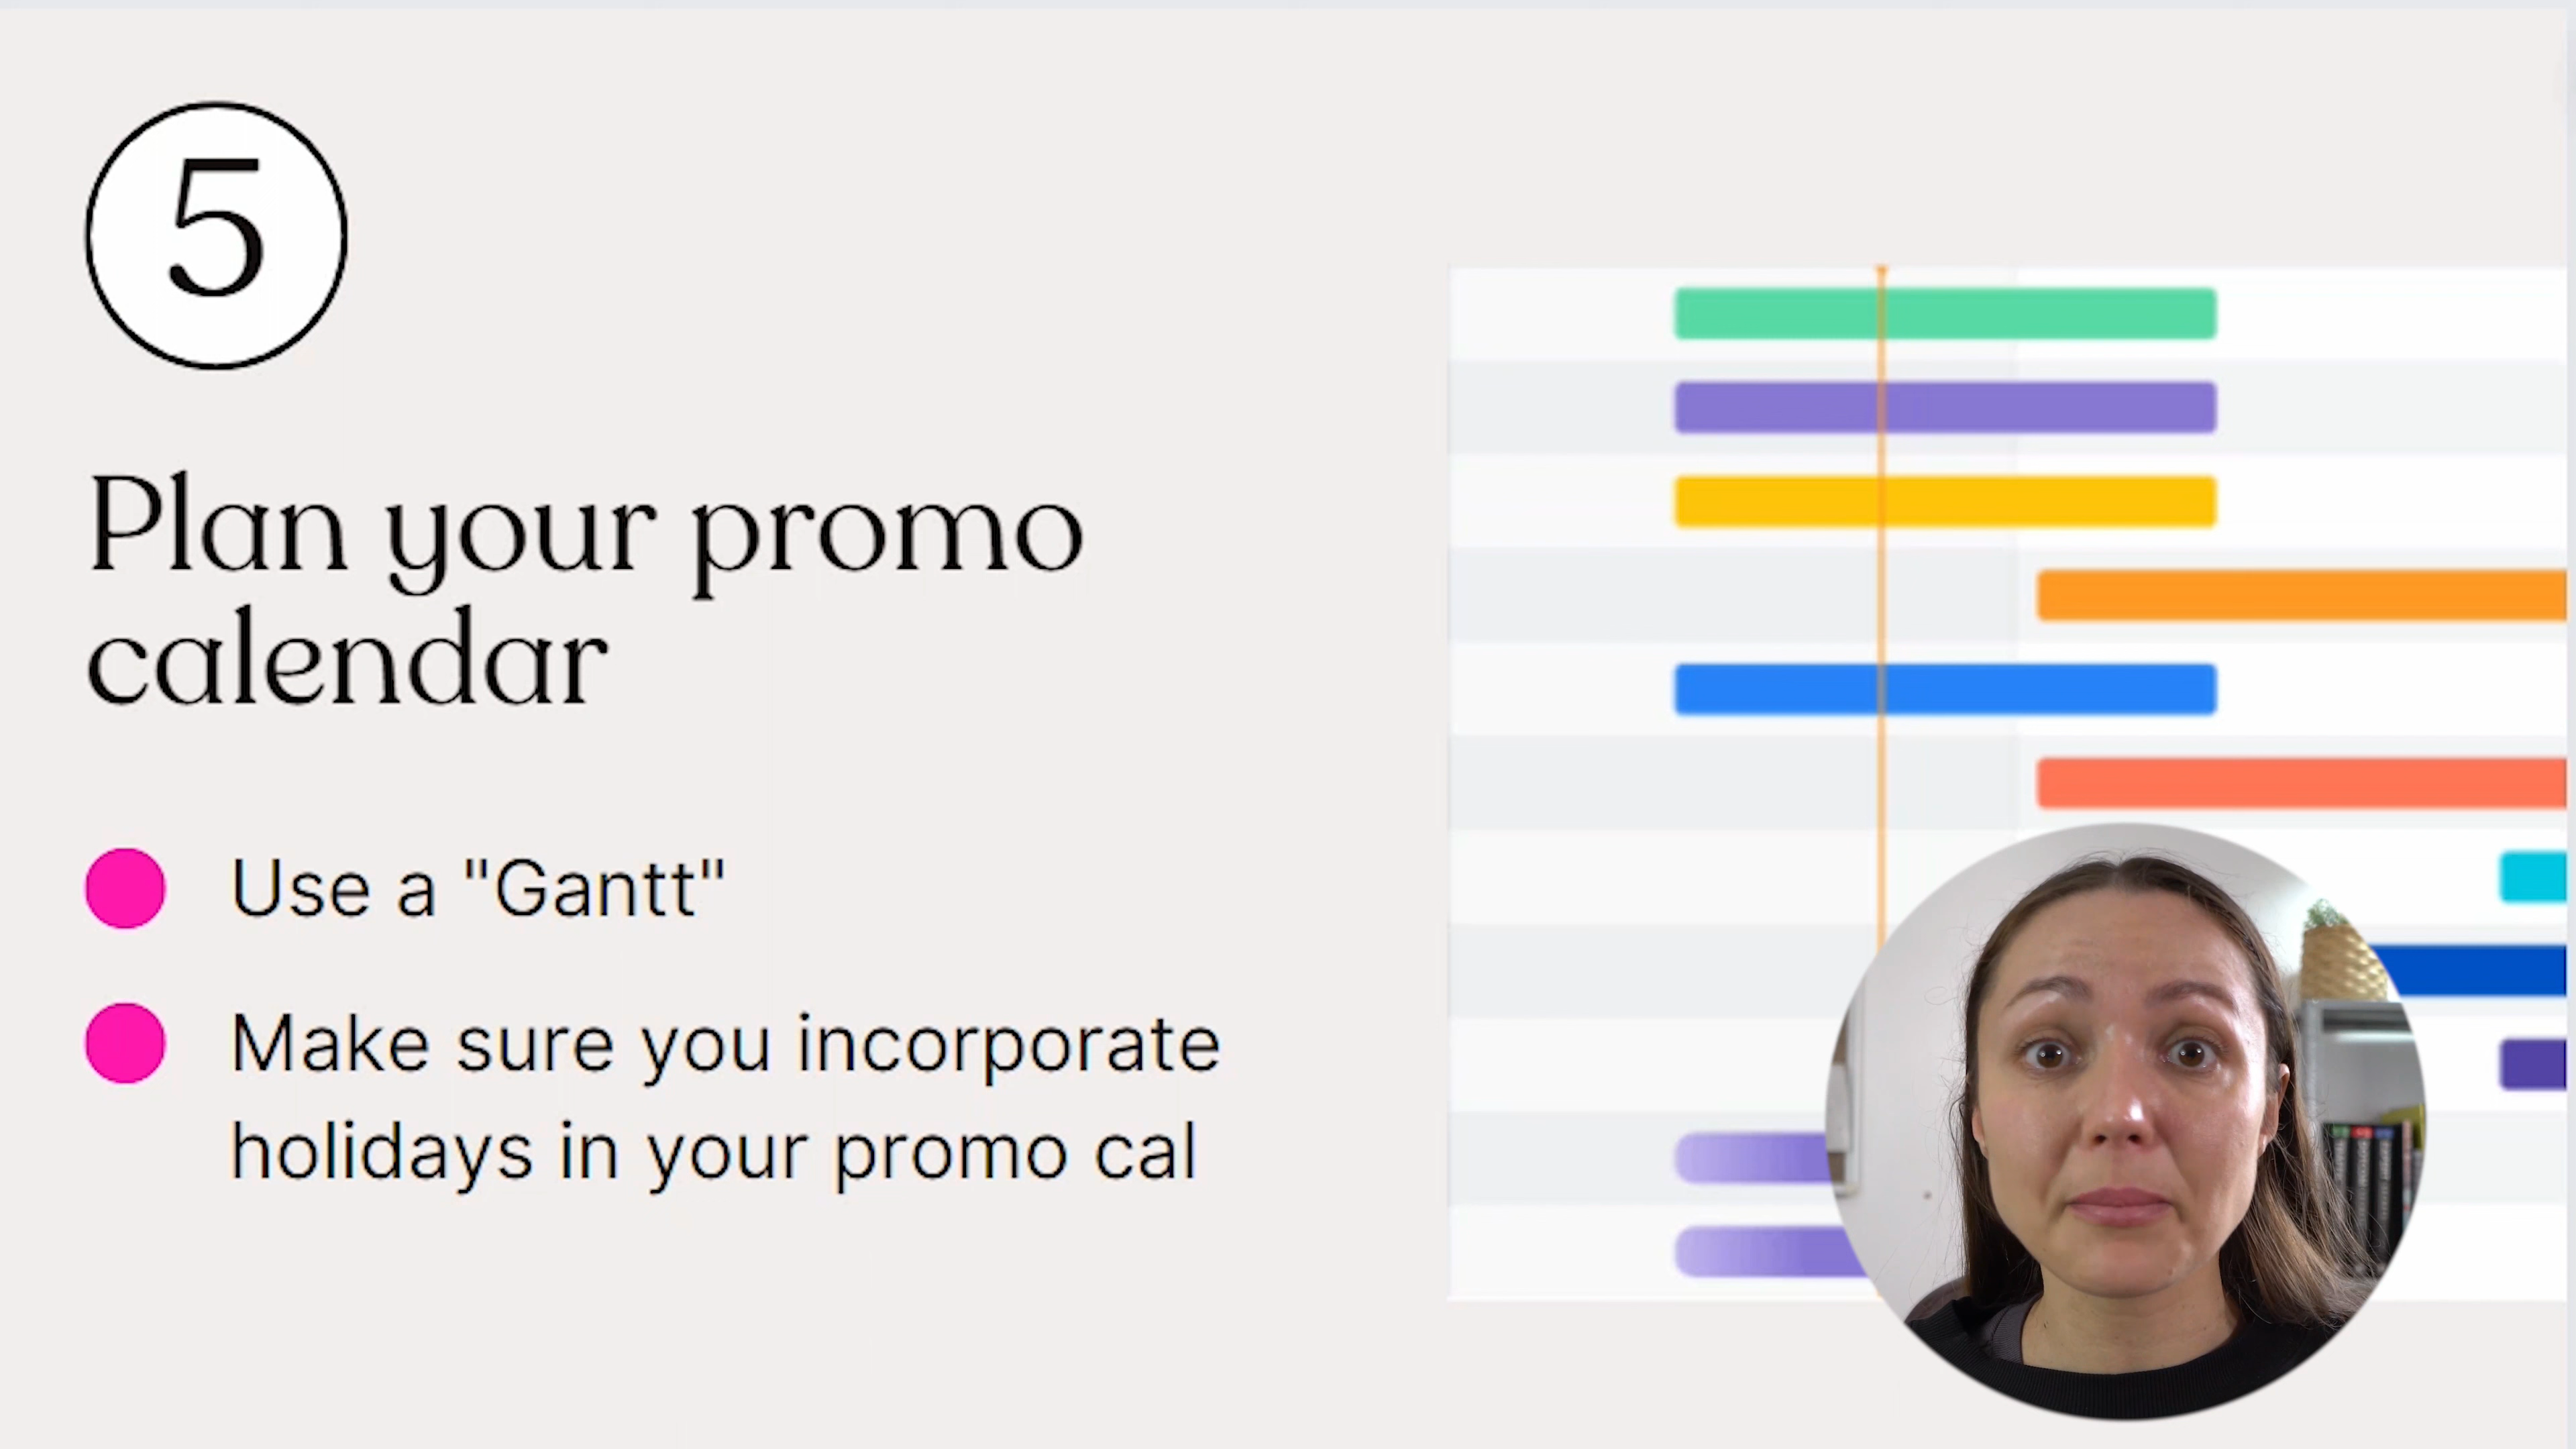 5
Plan your promo
calendar
Use a "Gantt"
Make sure you incorporate
holidays in your promo cal